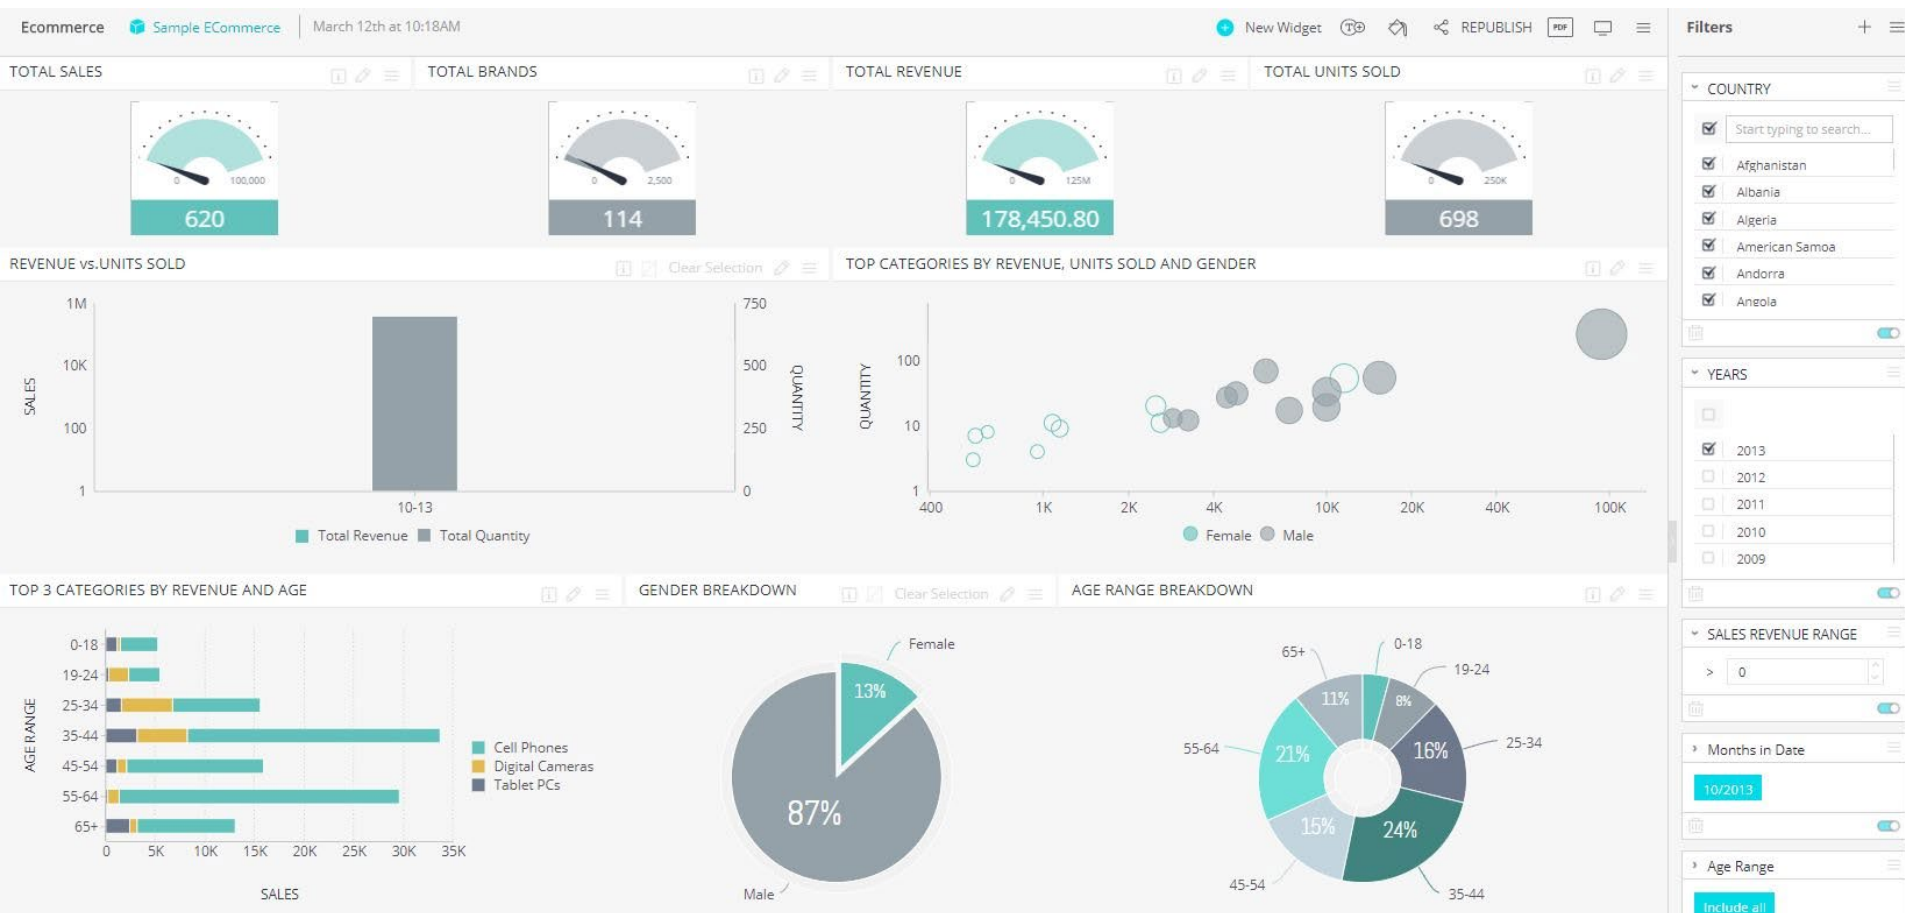 Ecommerce Sample ECommerce March 12th at 10:18AM New Widget REPUBLISH PDF
TOTAL SALES
0 100,000
620
TOTAL BRANDS
0 2,500
114
TOTAL REVENUE
0 125M
178,450.80
TOTAL UNITS SOLD
0 250K
698
REVENUE vs.UNITS SOLD
Clear Selection
SALES
1M
10K
100
1
750
500
250
0
QUANTITY
10-13
Total Revenue Total Quantity
TOP CATEGORIES BY REVENUE, UNITS SOLD AND GENDER
QUANTITY
100
10
1
400 1K 2K 4K 10K 20K 40K 100K
Female Male
TOP 3 CATEGORIES BY REVENUE AND AGE
AGE RANGE
0-18
19-24
25-34
35-44
45-54
55-64
65+
0 5K 10K 15K 20K 25K 30K 35K
SALES
Cell Phones
Digital Cameras
Tablet PCs
GENDER BREAKDOWN
Clear Selection
Female
13%
87%
Male
AGE RANGE BREAKDOWN
0-18
19-24
8%
25-34
16%
35-44
24%
45-54
15%
55-64
21%
65+
11%
Filters
COUNTRY
Start typing to search...
Afghanistan
Albania
Algeria
American Samoa
Andorra
Angola
YEARS
2013
2012
2011
2010
2009
SALES REVENUE RANGE
> 0
Months in Date
10/2013
Age Range
Include all